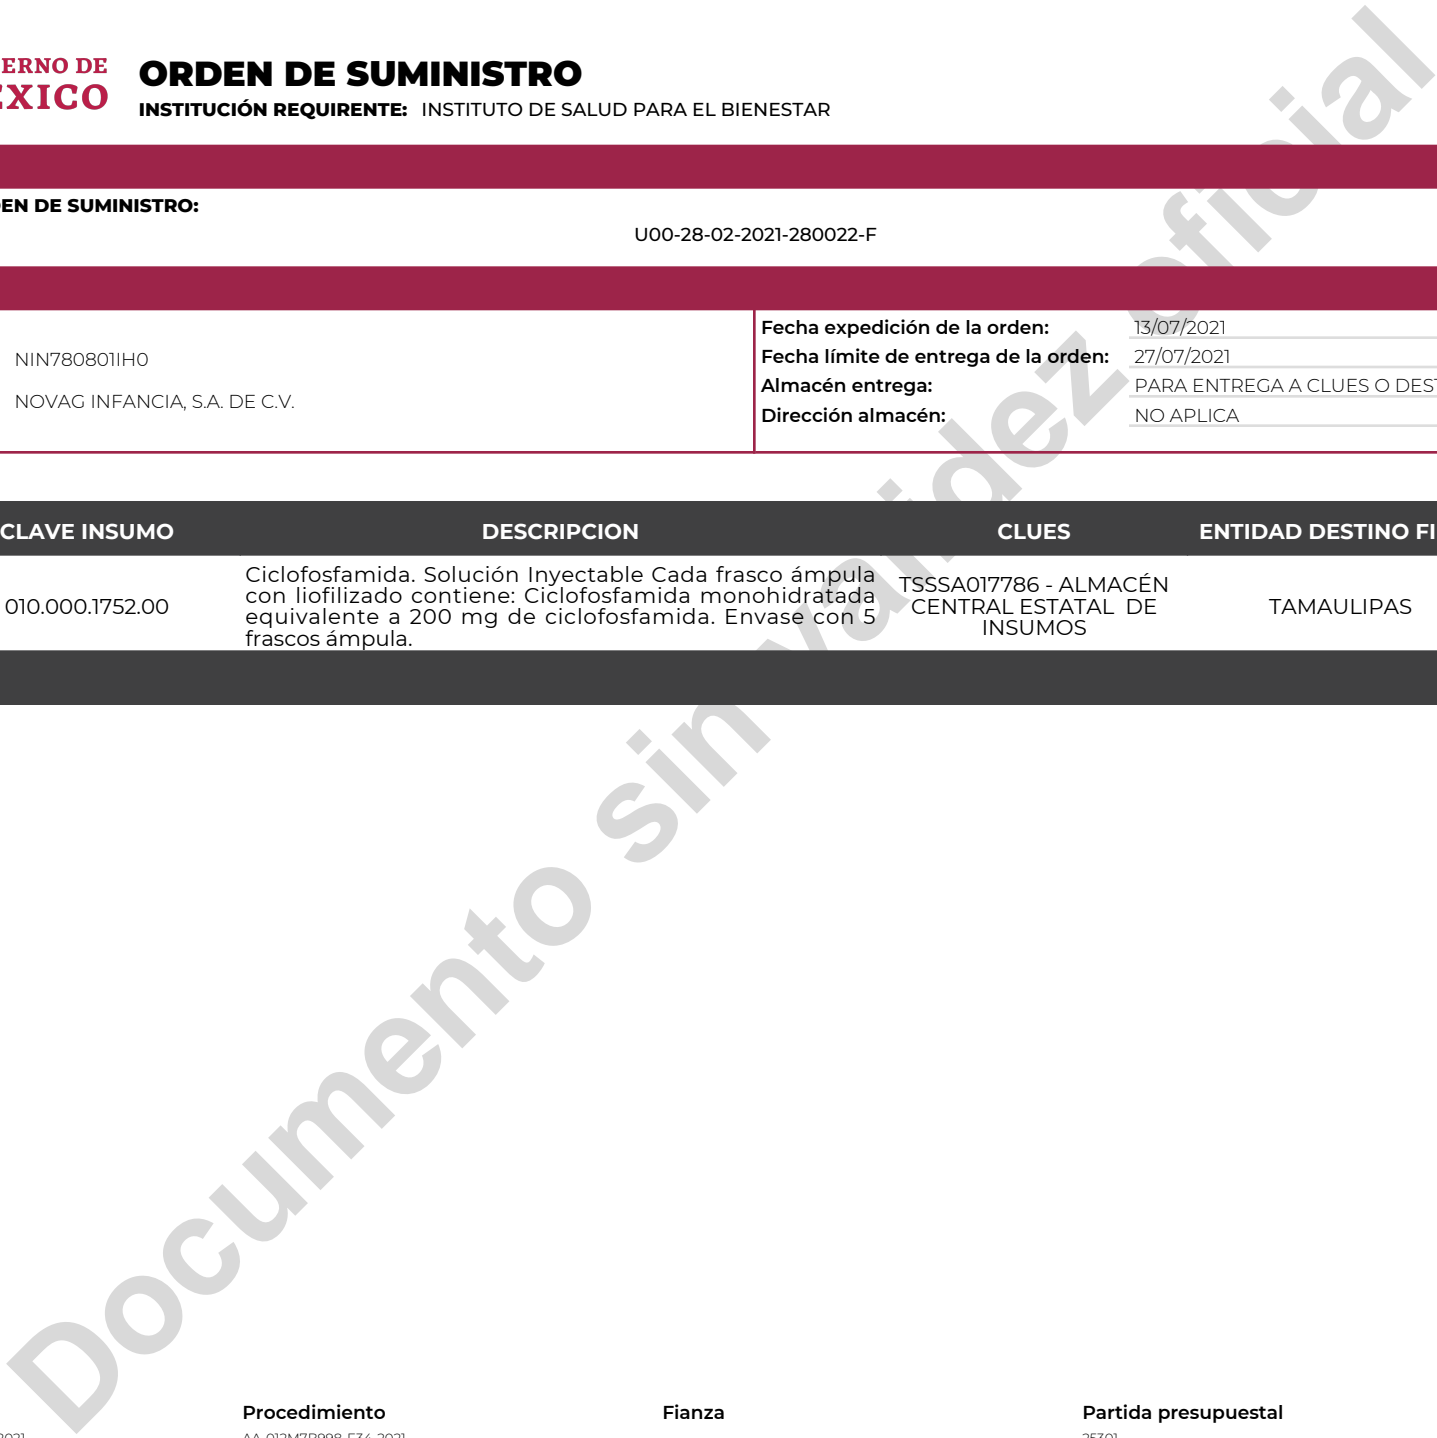 ERNO DE
ORDEN DE SUMINISTRO
INSTITUCIÓN REQUIRENTE: INSTITUTO DE SALUD PARA EL BIENESTAR
EN DE SUMINISTRO:
U00-28-02-2021-280022-F
NIN780801IH0
NOVAG INFANCIA, S.A. DE C.V.
Fecha expedición de la orden: 13/07/2021
Fecha límite de entrega de la orden: 27/07/2021
Almacén entrega: PARA ENTREGA A CLUES O DES
Dirección almacén: NO APLICA
CLAVE INSUMO DESCRIPCION CLUES ENTIDAD DESTINO FI
010.000.1752.00
Ciclofosfamida. Solución Inyectable Cada frasco ámpula
con liofilizado contiene: Ciclofosfamida monohidratada
equivalente a 200 mg de ciclofosfamida. Envase con 5
frascos ámpula.
TSSSA017786 - ALMACÉN
CENTRAL ESTATAL DE
INSUMOS
TAMAULIPAS
Documento sin validez oficial
Procedimiento Fianza Partida presupuestal